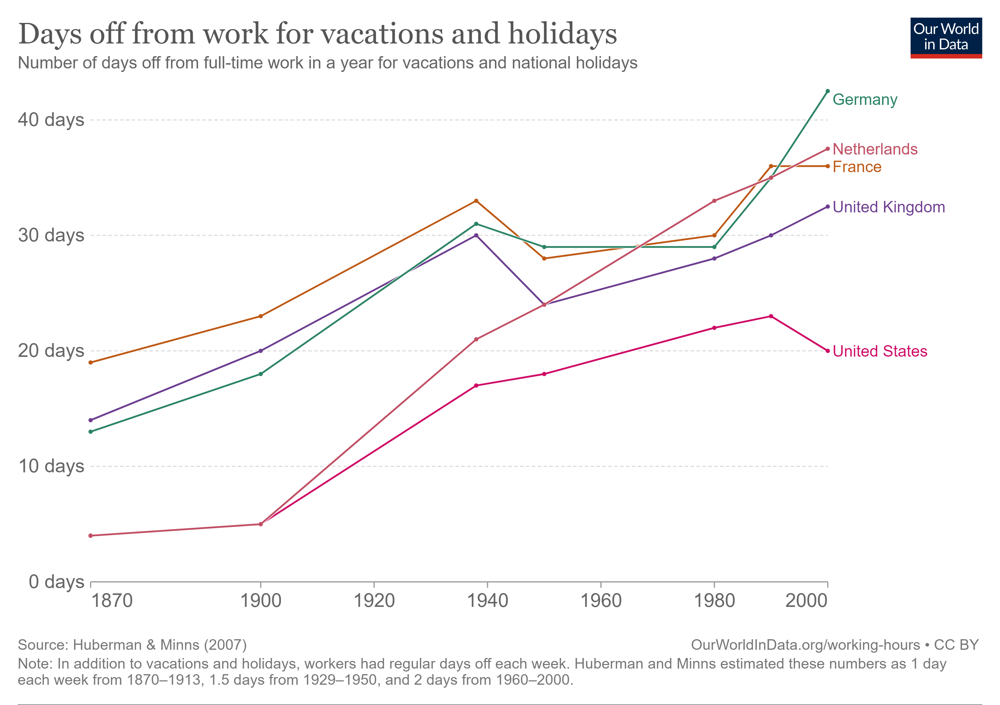 Days off from work for vacations and holidays
Number of days off from full-time work in a year for vacations and national holidays
Our World
in Data
40 days
30 days
20 days
10 days
0 days
Germany
Netherlands
France
United Kingdom
United States
1870
1900
1920
1940
1960
1980
2000
Source: Huberman & Minns (2007)
OurWorldInData.org/working-hours • CC BY
Note: In addition to vacations and holidays, workers had regular days off each week. Huberman and Minns estimated these numbers as 1 day
each week from 1870–1913, 1.5 days from 1929–1950, and 2 days from 1960–2000.